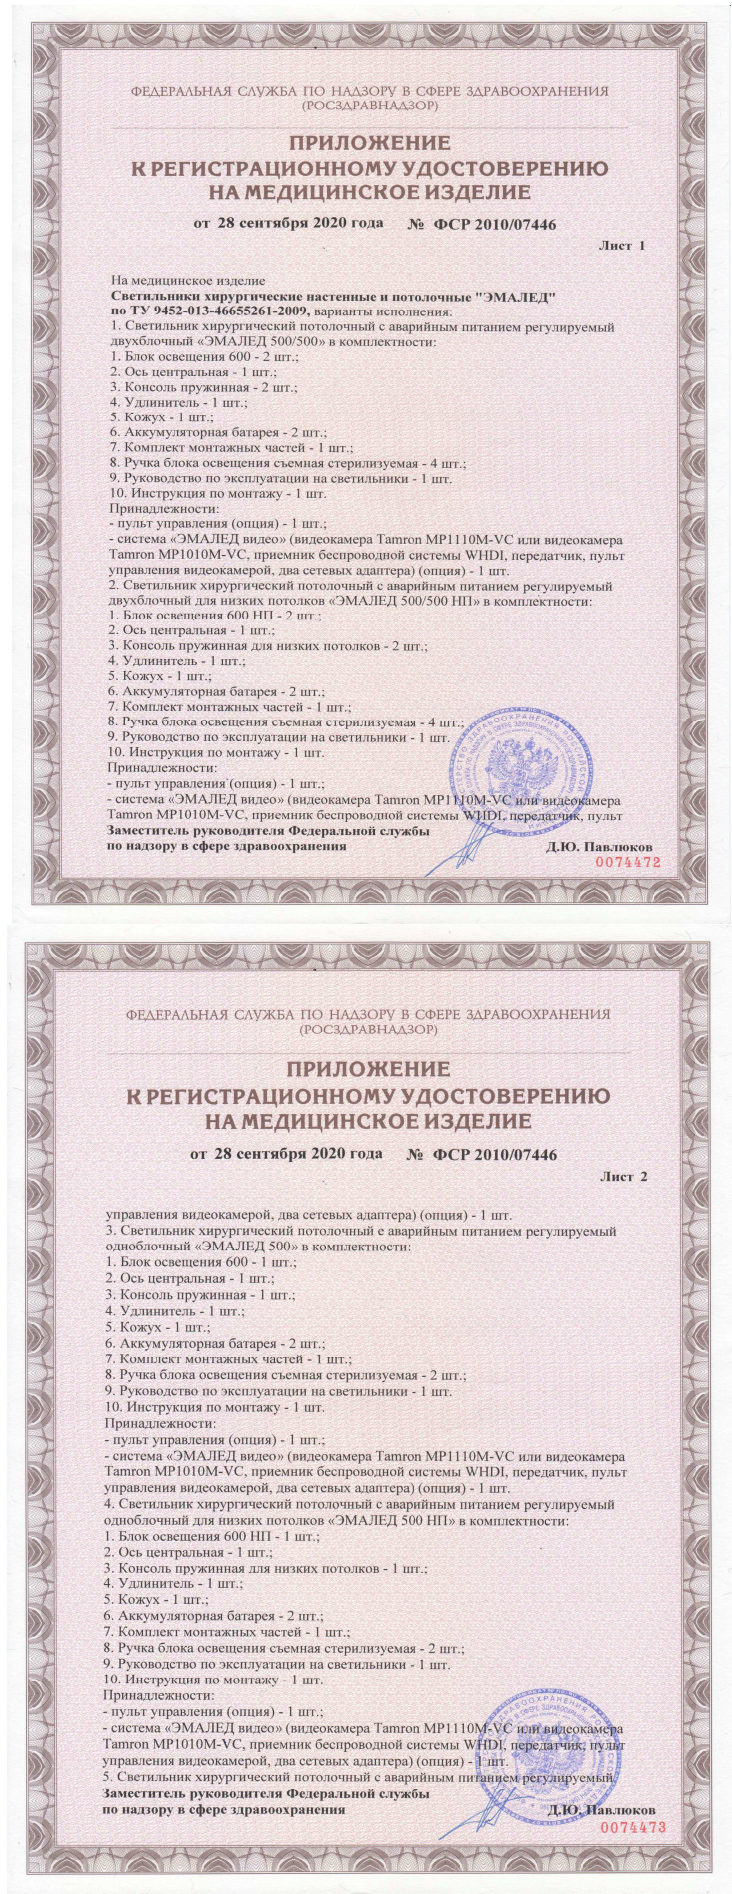 ФЕДЕРАЛЬНАЯ СЛУЖБА ПО НАДЗОРУ В СФЕРЕ ЗДРАВООХРАНЕНИЯ
(РОСЗДРАВНАДЗОР)
ПРИЛОЖЕНИЕ
К РЕГИСТРАЦИОННОМУ УДОСТОВЕРЕНИЮ
НА МЕДИЦИНСКОЕ ИЗДЕЛИЕ
от 28 сентября 2020 года № ФСР 2010/07446
Лист 1
На медицинское изделие
Светильники хирургические настенные и потолочные "ЭМАЛЕД"
по ТУ 9452-013-46655261-2009, варианты исполнения:
1. Светильник хирургический потолочный с аварийным питанием регулируемый
двухблочный «ЭМАЛЕД 500/500» в комплектности:
1. Блок освещения 600 - 2 шт.;
2. Ось центральная - 1 шт.;
3. Консоль пружинная - 2 шт.;
4. Удлинитель - 1 шт.;
5. Кожух - 1 шт.;
6. Аккумуляторная батарея - 2 шт.;
7. Комплект монтажных частей - 1 шт.;
8. Ручка блока освещения съемная стерилизуемая - 4 шт.;
9. Руководство по эксплуатации на светильники - 1 шт.
10. Инструкция по монтажу - 1 шт.
Принадлежности:
- пульт управления (опция) - 1 шт.;
- система «ЭМАЛЕД видео» (видеокамера Tamron MP1110M-VC или видеокамера
Tamron MP1010M-VC, приемник беспроводной системы WHDI, передатчик, пульт
управления видеокамерой, два сетевых адаптера) (опция) - 1 шт.
2. Светильник хирургический потолочный с аварийным питанием регулируемый
двухблочный для низких потолков «ЭМАЛЕД 500/500 НП» в комплектности:
1. Блок освещения 600 НП - 2 шт.;
2. Ось центральная - 1 шт.;
3. Консоль пружинная для низких потолков - 2 шт.;
4. Удлинитель - 1 шт.;
5. Кожух - 1 шт.;
6. Аккумуляторная батарея - 2 шт.;
7. Комплект монтажных частей - 1 шт.;
8. Ручка блока освещения съемная стерилизуемая - 4 шт.;
9. Руководство по эксплуатации на светильники - 1 шт.
10. Инструкция по монтажу - 1 шт.
Принадлежности:
- пульт управления (опция) - 1 шт.;
- система «ЭМАЛЕД видео» (видеокамера Tamron MP1110M-VC или видеокамера
Tamron MP1010M-VC, приемник беспроводной системы WHDI, передатчик, пульт
Заместитель руководителя Федеральной службы
по надзору в сфере здравоохранения Д.Ю. Павлюков
0074472
ФЕДЕРАЛЬНАЯ СЛУЖБА ПО НАДЗОРУ В СФЕРЕ ЗДРАВООХРАНЕНИЯ
(РОСЗДРАВНАДЗОР)
ПРИЛОЖЕНИЕ
К РЕГИСТРАЦИОННОМУ УДОСТОВЕРЕНИЮ
НА МЕДИЦИНСКОЕ ИЗДЕЛИЕ
от 28 сентября 2020 года № ФСР 2010/07446
Лист 2
управления видеокамерой, два сетевых адаптера) (опция) - 1 шт.
3. Светильник хирургический потолочный е аварийным питанием регулируемый
одноблочный «ЭМАЛЕД 500» в комплектности:
1. Блок освещения 600 - 1 шт.;
2. Ось центральная - 1 шт.;
3. Консоль пружинная - 1 шт.;
4. Удлинитель - 1 шт.;
5. Кожух - 1 шт.;
6. Аккумуляторная батарея - 2 шт.;
7. Комплект монтажных частей - 1 шт.;
8. Ручка блока освещения съемная стерилизуемая - 2 шт.;
9. Руководство по эксплуатации на светильники - 1 шт.
10. Инструкция по монтажу - 1 шт.
Принадлежности:
- пульт управления (опция) - 1 шт.;
- система «ЭМАЛЕД видео» (видеокамера Tamron MP1110M-VC или видеокамера
Tamron MP1010M-VC, приемник беспроводной системы WHDI, передатчик, пульт
управления видеокамерой, два сетевых адаптера) (опция) - 1 шт.
4. Светильник хирургический потолочный с аварийным питанием регулируемый
одноблочный для низких потолков «ЭМАЛЕД 500 НП» в комплектности:
1. Блок освещения 600 НП - 1 шт.;
2. Ось центральная - 1 шт.;
3. Консоль пружинная для низких потолков - 1 шт.;
4. Удлинитель - 1 шт.;
5. Кожух - 1 шт.;
6. Аккумуляторная батарея - 2 шт.;
7. Комплект монтажных частей - 1 шт.;
8. Ручка блока освещения съемная стерилизуемая - 2 шт.;
9. Руководство по эксплуатации на светильники - 1 шт.
10. Инструкция по монтажу - 1 шт.
Принадлежности:
- пульт управления (опция) - 1 шт.;
- система «ЭМАЛЕД видео» (видеокамера Tamron MP1110M-VC или видеокамера
Tamron MP1010M-VC, приемник беспроводной системы WHDI, передатчик, пульт
управления видеокамерой, два сетевых адаптера) (опция) - 1 шт.
5. Светильник хирургический потолочный с аварийным питанием регулируемый
Заместитель руководителя Федеральной службы
по надзору в сфере здравоохранения Д.Ю. Павлюков
0074473